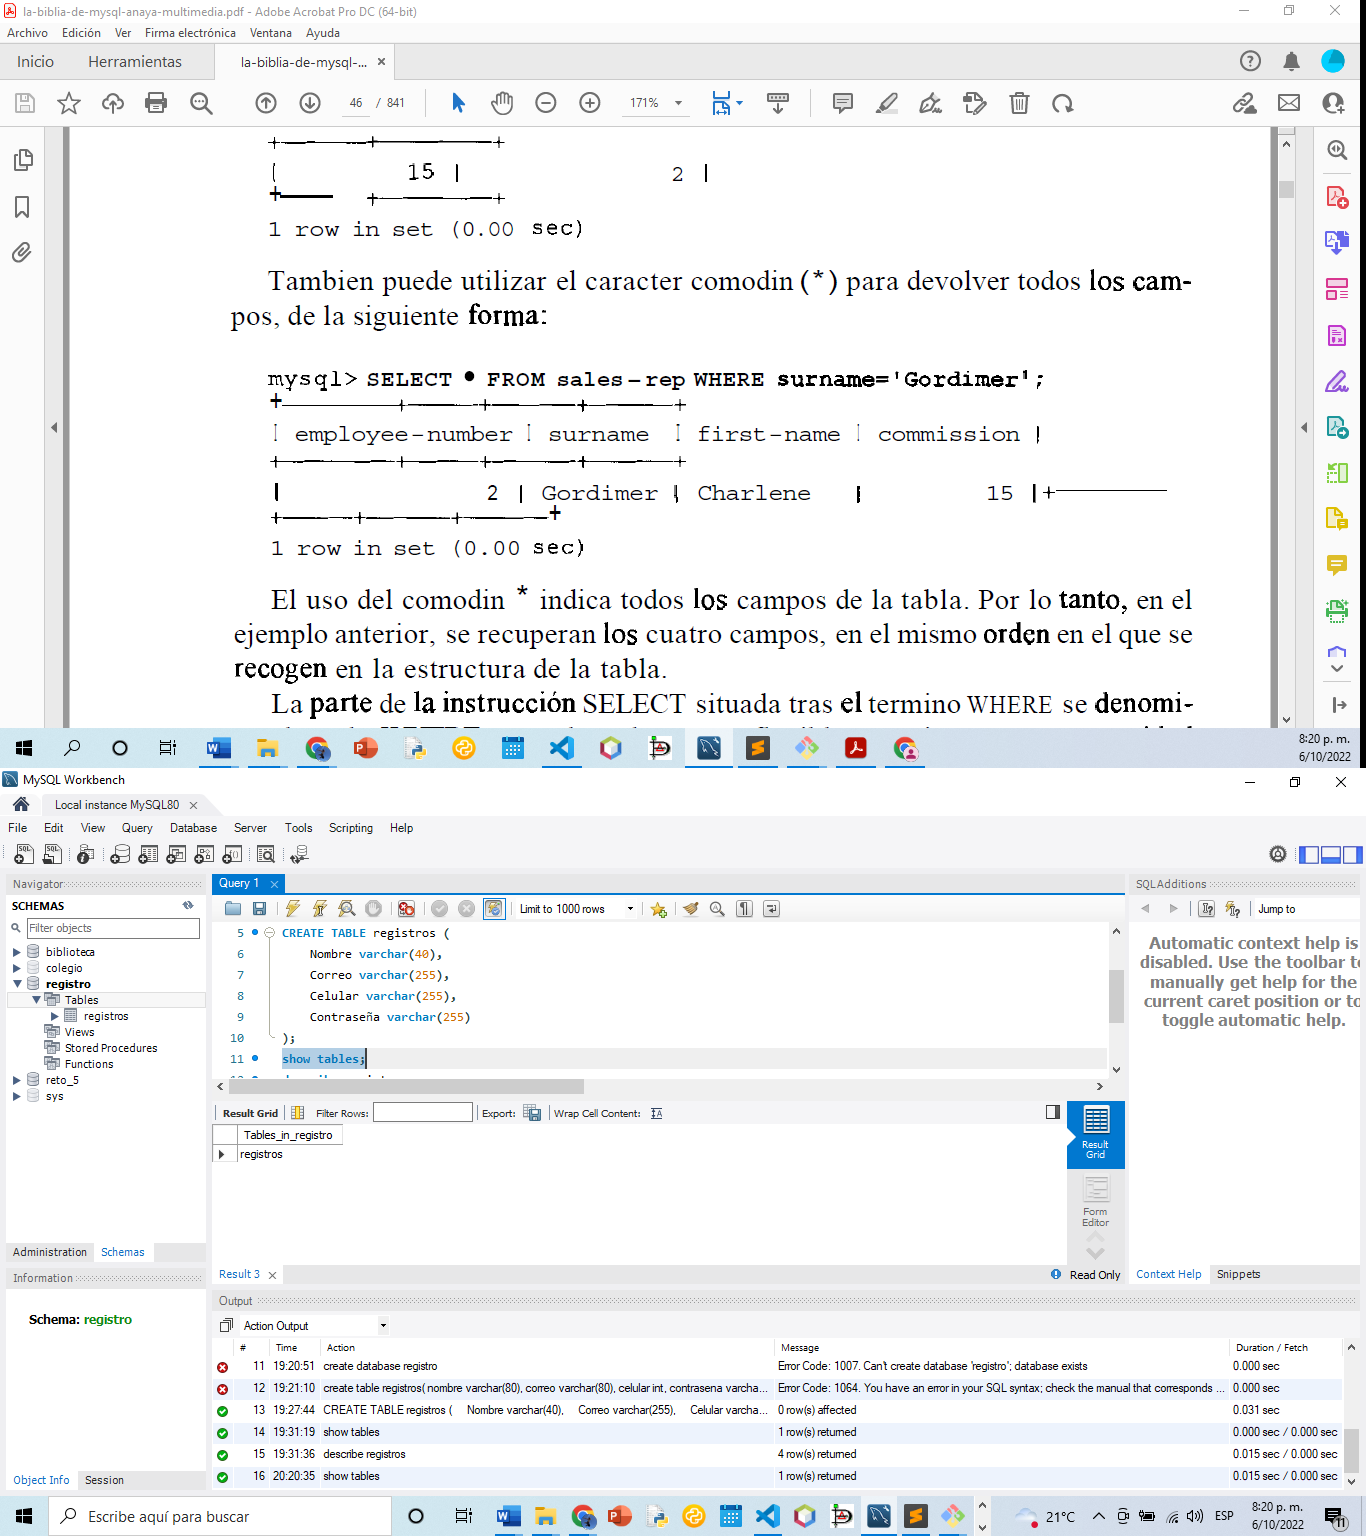 la-biblia-de-mysql-anaya-multimedia.pdf - Adobe Acrobat Pro DC (64-bit)
Archivo Edición Ver Firma electrónica Ventana Ayuda
Inicio Herramientas la-biblia-de-mysql-... ×
46 / 841 171%
15 | 2 |
1 row in set (0.00 sec)
Tambien puede utilizar el caracter comodin (*) para devolver todos los cam-
pos, de la siguiente forma:
mysql> SELECT • FROM sales-rep WHERE surname='Gordimer';
| employee-number | surname | first-name | commission |
| 2 | Gordimer | Charlene | 15 |+
1 row in set (0.00 sec)
El uso del comodin * indica todos los campos de la tabla. Por lo tanto, en el
ejemplo anterior, se recuperan los cuatro campos, en el mismo orden en el que se
recogen en la estructura de la tabla.
La parte de la instrucción SELECT situada tras el termino WHERE se denomi-
8:20 p. m.
6/10/2022
MySQL Workbench
Local instance MySQL80 ×
File Edit View Query Database Server Tools Scripting Help
Navigator
SCHEMAS
Filter objects
biblioteca
colegio
registro
Tables
registros
Views
Stored Procedures
Functions
reto_5
sys
Administration Schemas
Information
Schema: registro
Object Info Session
Query 1 ×
Limit to 1000 rows
5 CREATE TABLE registros (
6 Nombre varchar(40),
7 Correo varchar(255),
8 Celular varchar(255),
9 Contraseña varchar(255)
10 );
11 show tables;
Result Grid Filter Rows: Export: Wrap Cell Content:
Tables_in_registro
registros
Result Grid
Form Editor
Result 3 × Read Only
SQLAdditions
Jump to
Automatic context help is
disabled. Use the toolbar to
manually get help for the
current caret position or to
toggle automatic help.
Context Help Snippets
Output
Action Output
# Time Action Message Duration / Fetch
11 19:20:51 create database registro Error Code: 1007. Can't create database 'registro'; database exists 0.000 sec
12 19:21:10 create table registros( nombre varchar(80), correo varchar(80), celular int, contrasena varcha... Error Code: 1064. You have an error in your SQL syntax; check the manual that corresponds ... 0.000 sec
13 19:27:44 CREATE TABLE registros ( Nombre varchar(40), Correo varchar(255), Celular varcha... 0 row(s) affected 0.031 sec
14 19:31:19 show tables 1 row(s) returned 0.000 sec / 0.000 sec
15 19:31:36 describe registros 4 row(s) returned 0.015 sec / 0.000 sec
16 20:20:35 show tables 1 row(s) returned 0.015 sec / 0.000 sec
Escribe aquí para buscar
21°C ESP
8:20 p. m.
6/10/2022
11